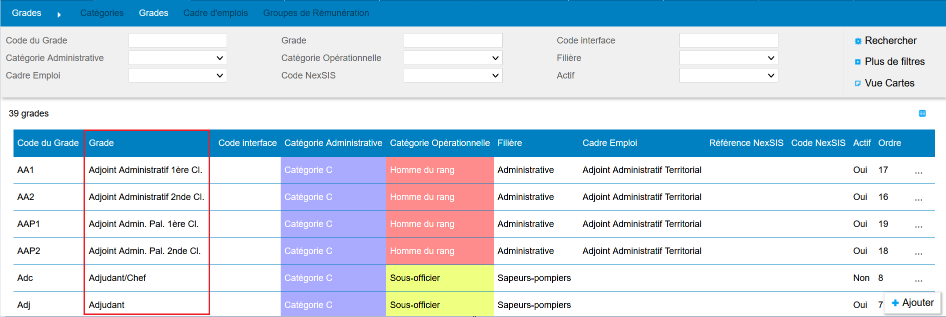 Grades Catégories Grades Cadre d'emplois Groupes de Rémunération
Code du Grade Grade Code interface Rechercher
Catégorie Administrative Catégorie Opérationnelle Filière Plus de filtres
Cadre Emploi Code NexSIS Actif Vue Cartes
39 grades
Code du Grade Grade Code interface Catégorie Administrative Catégorie Opérationnelle Filière Cadre Emploi Référence NexSIS Code NexSIS Actif Ordre
AA1 Adjoint Administratif 1ère Cl. Catégorie C Homme du rang Administrative Adjoint Administratif Territorial Oui 17 ...
AA2 Adjoint Administratif 2nde Cl. Catégorie C Homme du rang Administrative Adjoint Administratif Territorial Oui 16 ...
AAP1 Adjoint Admin. Pal. 1ère Cl. Catégorie C Homme du rang Administrative Adjoint Administratif Territorial Oui 19 ...
AAP2 Adjoint Admin. Pal. 2nde Cl. Catégorie C Homme du rang Administrative Adjoint Administratif Territorial Oui 18 ...
Adc Adjudant/Chef Catégorie C Sous-officier Sapeurs-pompiers Non 8 ...
Adj Adjudant Catégorie C Sous-officier Sapeurs-pompiers Oui 7
Ajouter